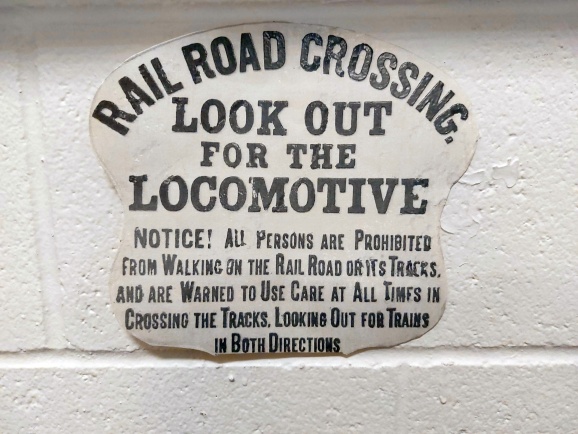 RAIL ROAD CROSSING.
LOOK OUT
FOR THE
LOCOMOTIVE
NOTICE! ALL PERSONS ARE PROHIBITED
FROM WALKING ON THE RAIL ROAD OR ITS TRACKS,
AND ARE WARNED TO USE CARE AT ALL TIMES IN
CROSSING THE TRACKS, LOOKING OUT FOR TRAINS
IN BOTH DIRECTIONS